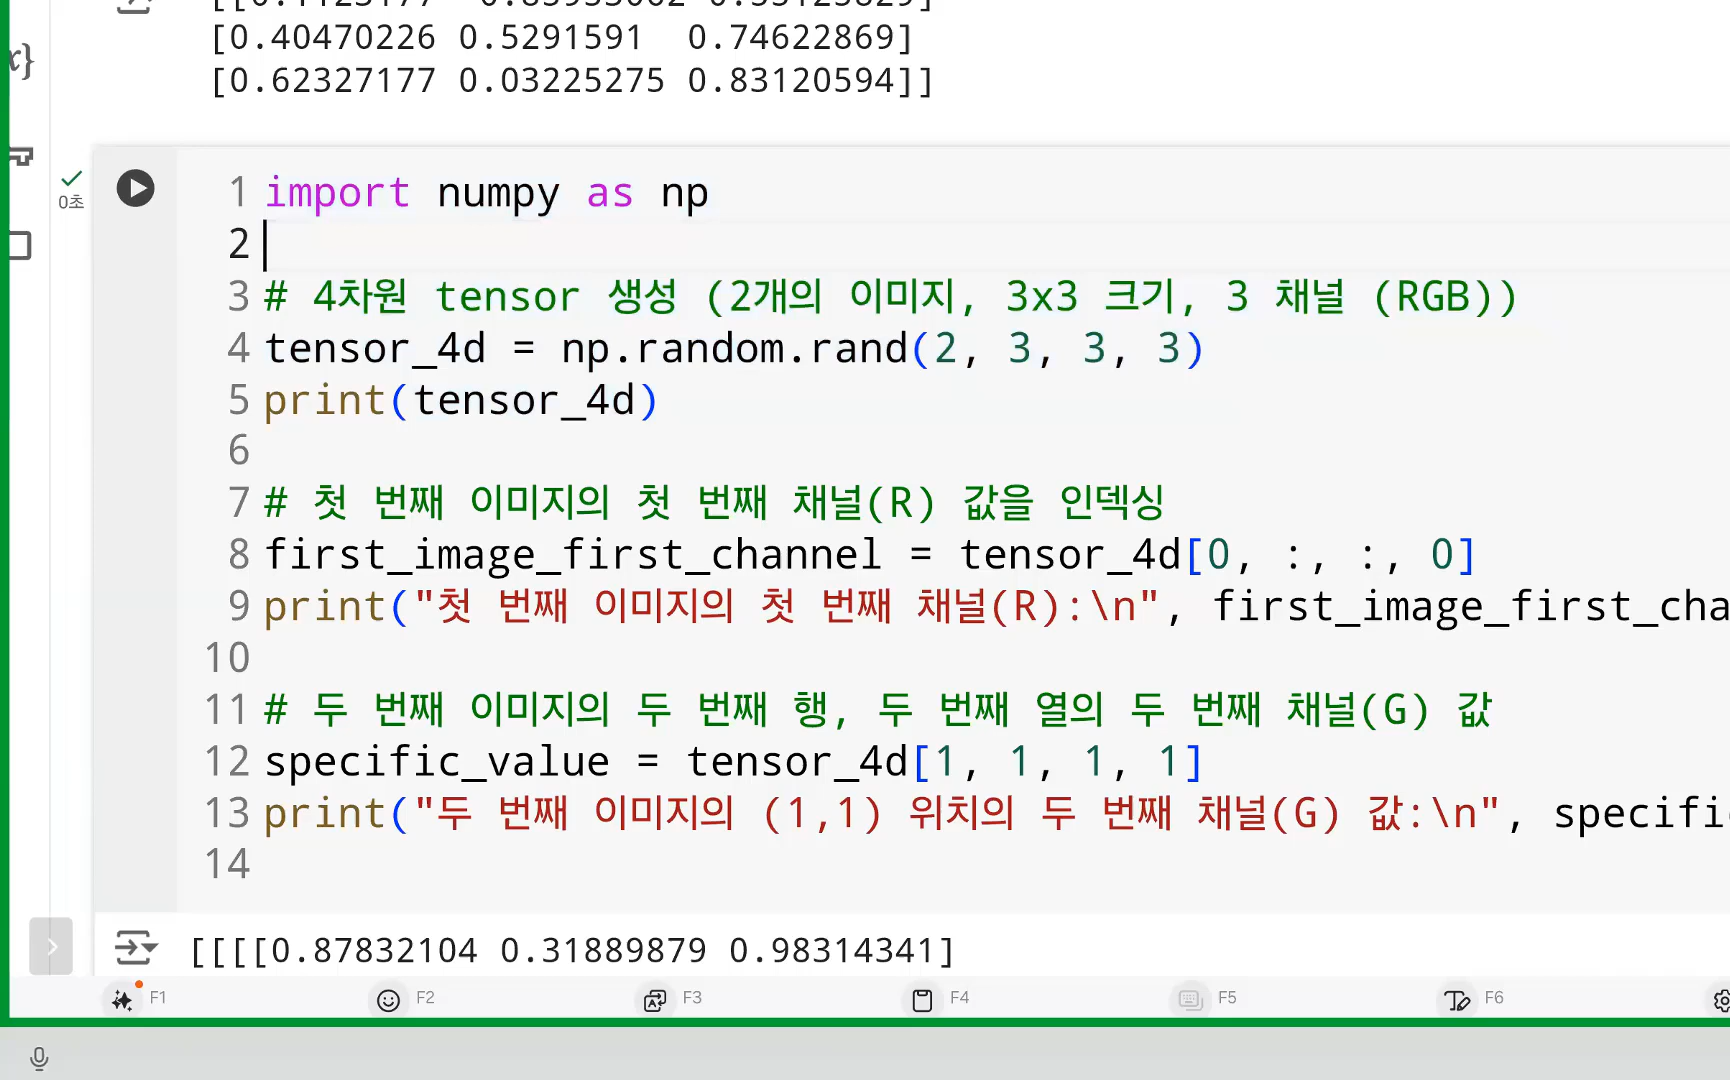 [0.40470226 0.5291591  0.74622869]
[0.62327177 0.03225275 0.83120594]]
0초
1 import numpy as np
2
3 # 4차원 tensor 생성 (2개의 이미지, 3x3 크기, 3 채널 (RGB))
4 tensor_4d = np.random.rand(2, 3, 3, 3)
5 print(tensor_4d)
6
7 # 첫 번째 이미지의 첫 번째 채널(R) 값을 인덱싱
8 first_image_first_channel = tensor_4d[0, :, :, 0]
9 print("첫 번째 이미지의 첫 번째 채널(R):\n", first_image_first_cha
10
11 # 두 번째 이미지의 두 번째 행, 두 번째 열의 두 번째 채널(G) 값
12 specific_value = tensor_4d[1, 1, 1, 1]
13 print("두 번째 이미지의 (1,1) 위치의 두 번째 채널(G) 값:\n", specific
14
[[[[0.87832104 0.31889879 0.98314341]
F1 F2 F3 F4 F5 F6